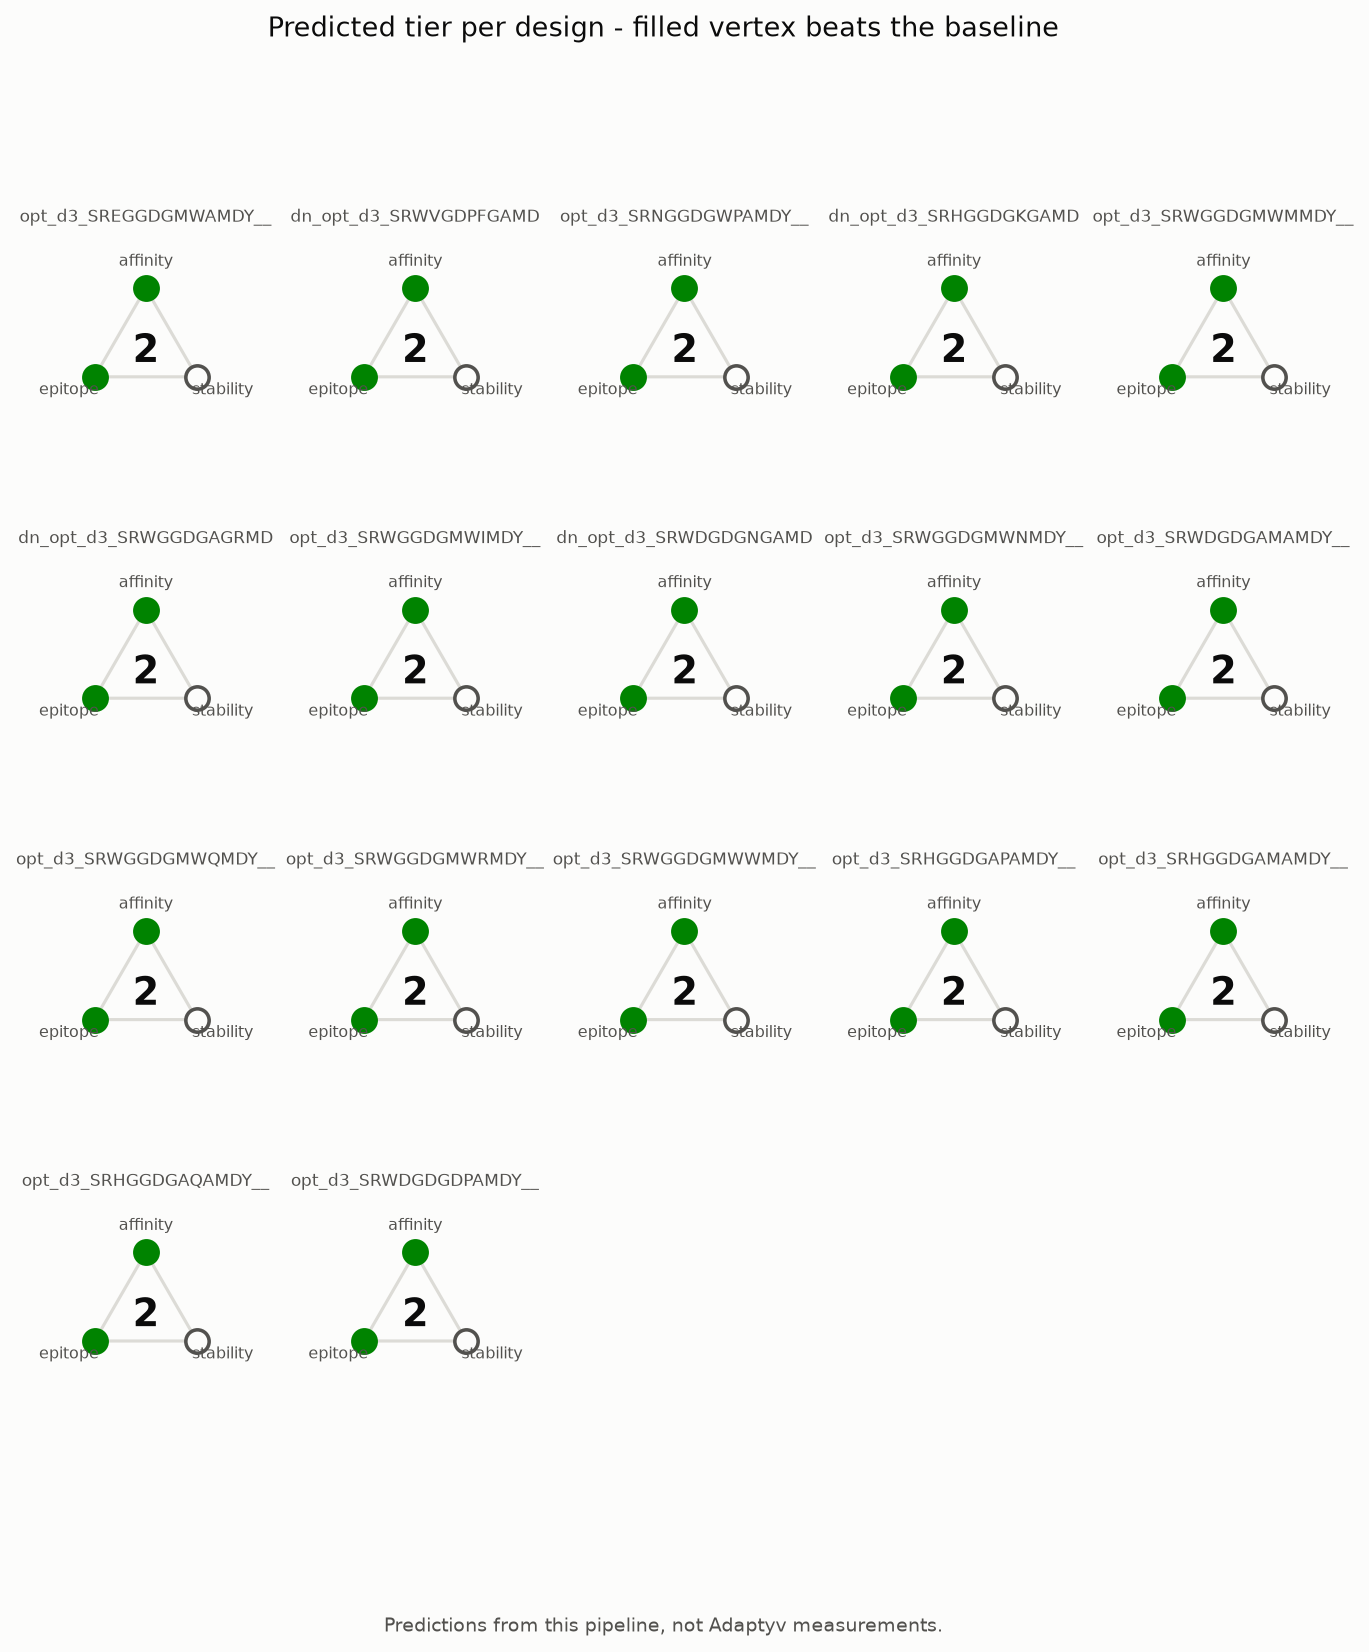 Predicted tier per design - filled vertex beats the baseline
opt_d3_SREGGDGMWAMDY__ dn_opt_d3_SRWVGDPFGAMD opt_d3_SRNGGDGWPAMDY__ dn_opt_d3_SRHGGDGKGAMD opt_d3_SRWGGDGMWMMDY__
affinity affinity affinity affinity affinity
2 2 2 2 2
epitope stability epitope stability epitope stability epitope stability epitope stability
dn_opt_d3_SRWGGDGAGRMD opt_d3_SRWGGDGMWIMDY__ dn_opt_d3_SRWDGDGNGAMD opt_d3_SRWGGDGMWNMDY__ opt_d3_SRWDGDGAMAMDY__
affinity affinity affinity affinity affinity
2 2 2 2 2
epitope stability epitope stability epitope stability epitope stability epitope stability
opt_d3_SRWGGDGMWQMDY__ opt_d3_SRWGGDGMWRMDY__ opt_d3_SRWGGDGMWWMDY__ opt_d3_SRHGGDGAPAMDY__ opt_d3_SRHGGDGAMAMDY__
affinity affinity affinity affinity affinity
2 2 2 2 2
epitope stability epitope stability epitope stability epitope stability epitope stability
opt_d3_SRHGGDGAQAMDY__ opt_d3_SRWDGDGDPAMDY__
affinity affinity
2 2
epitope stability epitope stability
Predictions from this pipeline, not Adaptyv measurements.